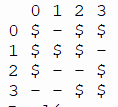 0 1 2 3
0 $ - $ $
1 $ $ $ -
2 $ - - $
3 - - $ $